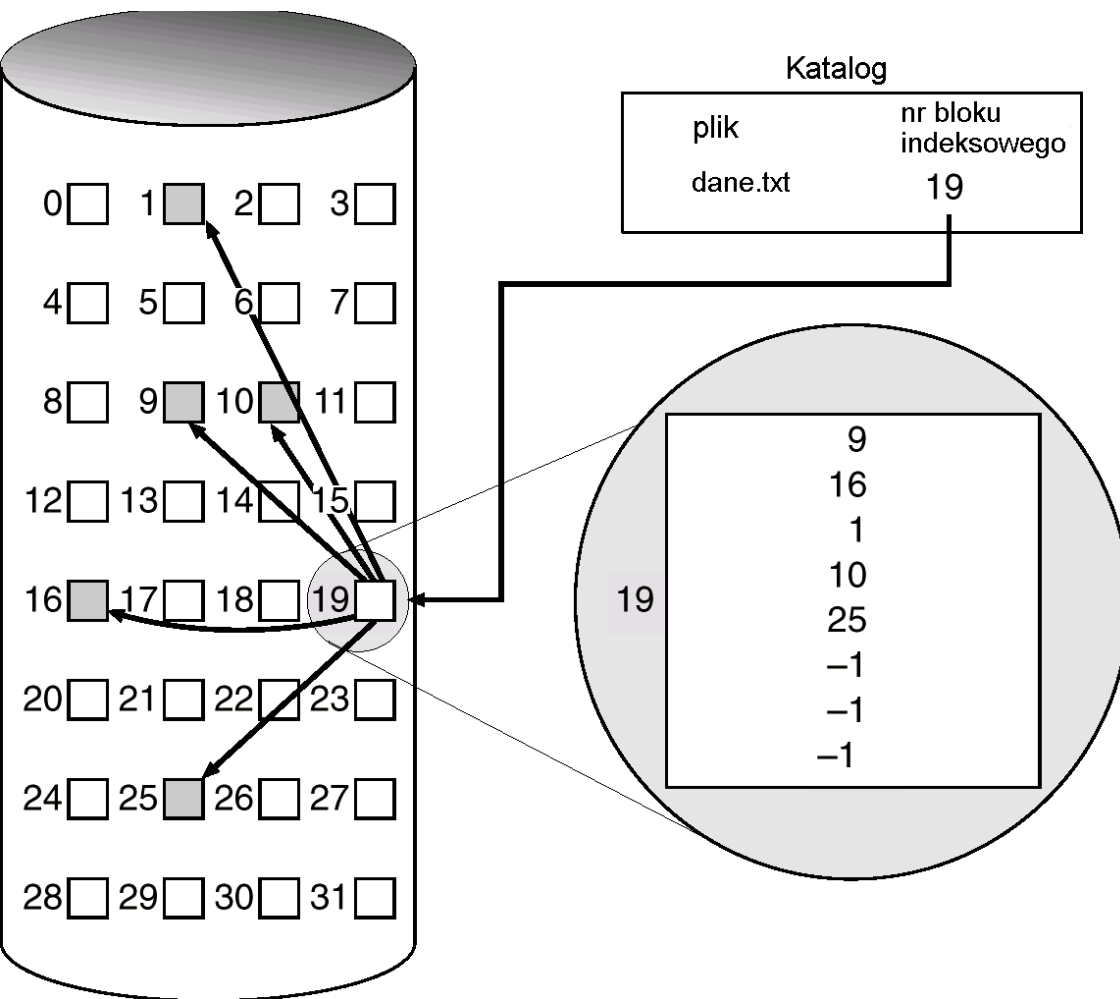 Katalog
plik nr bloku
indeksowego
dane.txt 19
0 1 2 3
4 5 6 7
8 9 10 11
12 13 14 15
16 17 18 19
20 21 22 23
24 25 26 27
28 29 30 31
19
9
16
1
10
25
–1
–1
–1